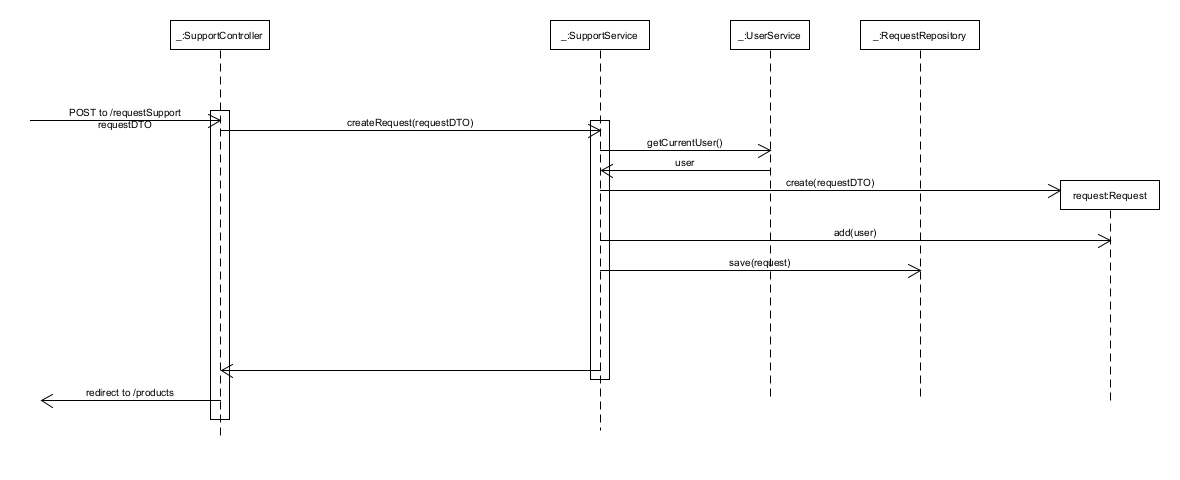 _:SupportController
_:SupportService
_:UserService
_:RequestRepository
POST to /requestSupport
requestDTO
createRequest(requestDTO)
getCurrentUser()
user
create(requestDTO)
request:Request
add(user)
save(request)
redirect to /products